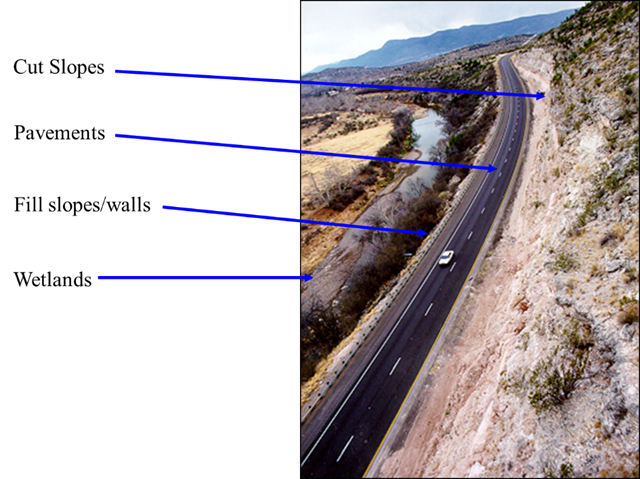 Cut Slopes
Pavements
Fill slopes/walls
Wetlands